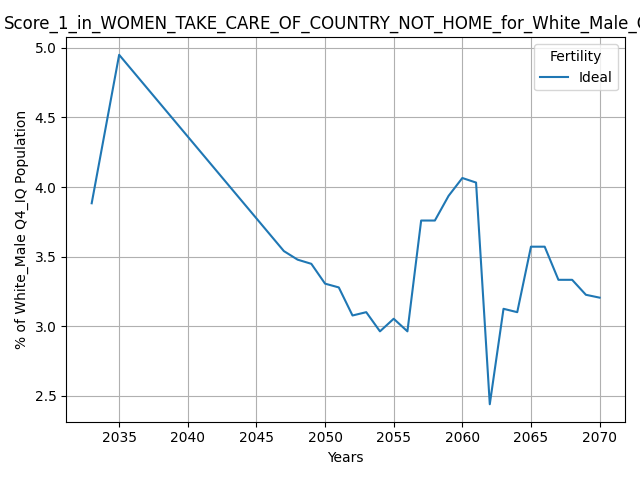 Score_1_in_WOMEN_TAKE_CARE_OF_COUNTRY_NOT_HOME_for_White_Male_
Fertility
Ideal
5.0
4.5
4.0
3.5
3.0
2.5
% of White_Male Q4_IQ Population
2035 2040 2045 2050 2055 2060 2065 2070
Years